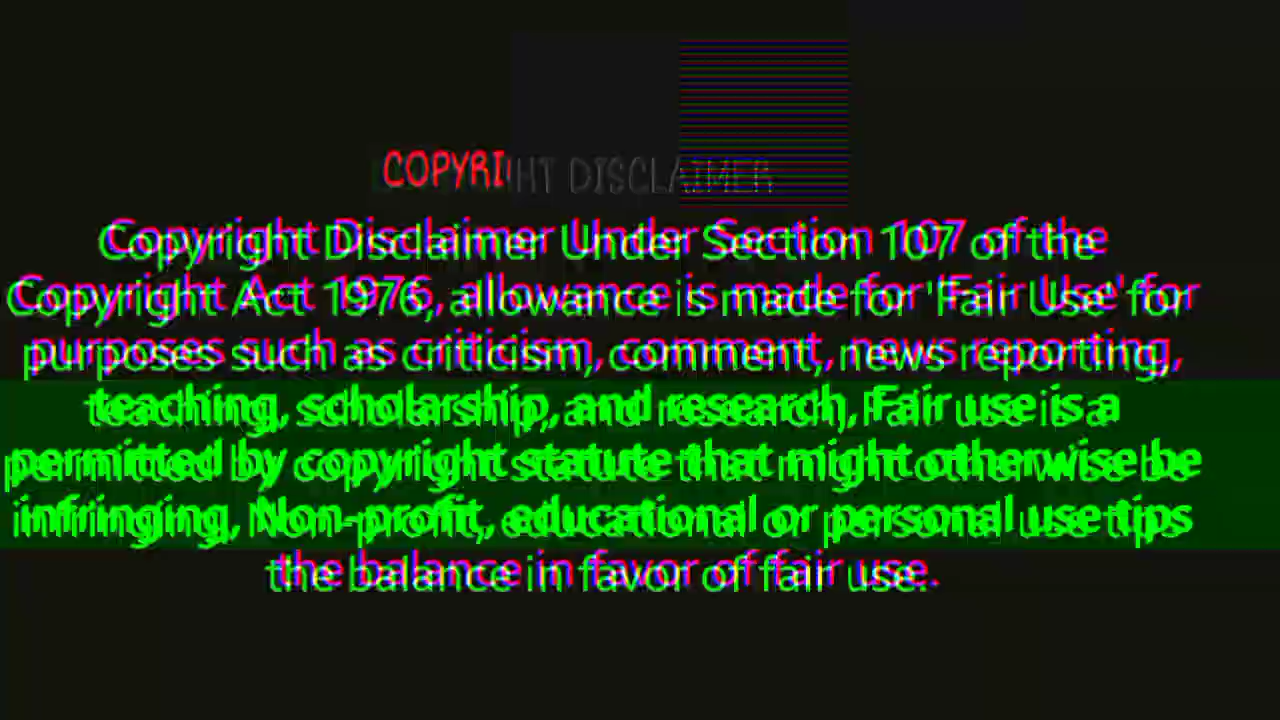 COPYRIGHT DISCLAIMER
Copyright Disclaimer Under Section 107 of the
Copyright Act 1976, allowance is made for 'Fair Use' for
purposes such as criticism, comment, news reporting,
teaching, scholarship, and research, Fair use is a
permitted by copyright statute that might otherwise be
infringing, Non-profit, educational or personal use tips
the balance in favor of fair use.